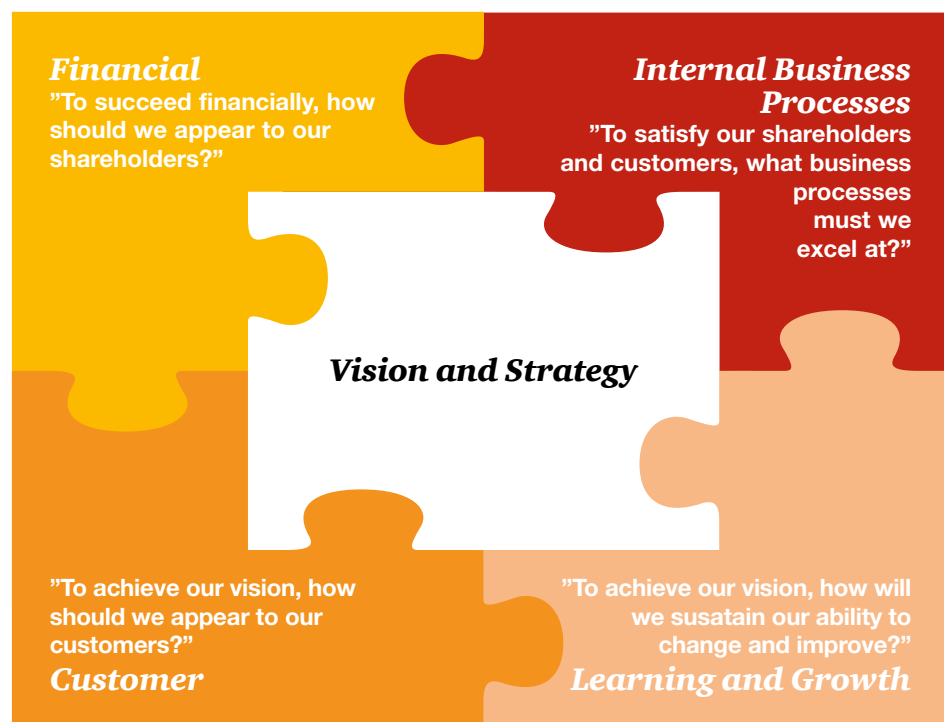 Financial
”To succeed financially, how
should we appear to our
shareholders?”
Internal Business
Processes
”To satisfy our shareholders
and customers, what business
processes
must we
excel at?”
Vision and Strategy
”To achieve our vision, how
should we appear to our
customers?”
Customer
”To achieve our vision, how will
we susatain our ability to
change and improve?”
Learning and Growth